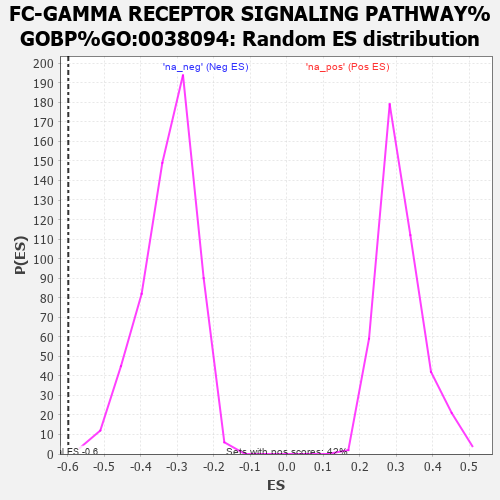 FC-GAMMA RECEPTOR SIGNALING PATHWAY%
GOBP%GO:0038094: Random ES distribution
'na_neg' (Neg ES)
'na_pos' (Pos ES)
200
190
180
170
160
150
140
130
120
110
100
90
80
70
60
50
40
30
20
10
0
P(ES)
ES -0.6
Sets with pos scores: 42%
-0.6 -0.5 -0.4 -0.3 -0.2 -0.1 0.0 0.1 0.2 0.3 0.4 0.5
ES